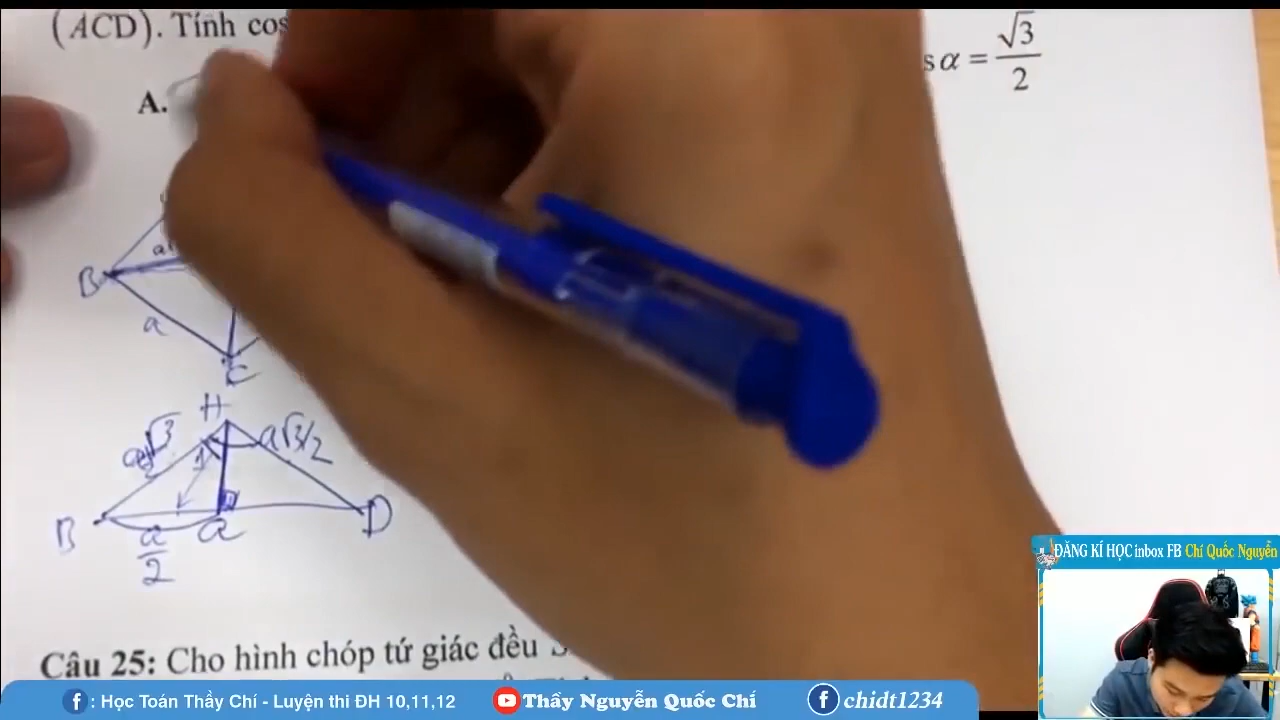 (ACD). Tính cos
s α = √3/2
A.
B
a
C
H
a√3/2
1
B
a/2
a
D
Câu 25: Cho hình chóp tứ giác đều
ĐĂNG KÍ HỌC inbox FB Chí Quốc Nguyễn
f : Học Toán Thầy Chí - Luyện thi ĐH 10,11,12
Thầy Nguyễn Quốc Chí
f chidt1234